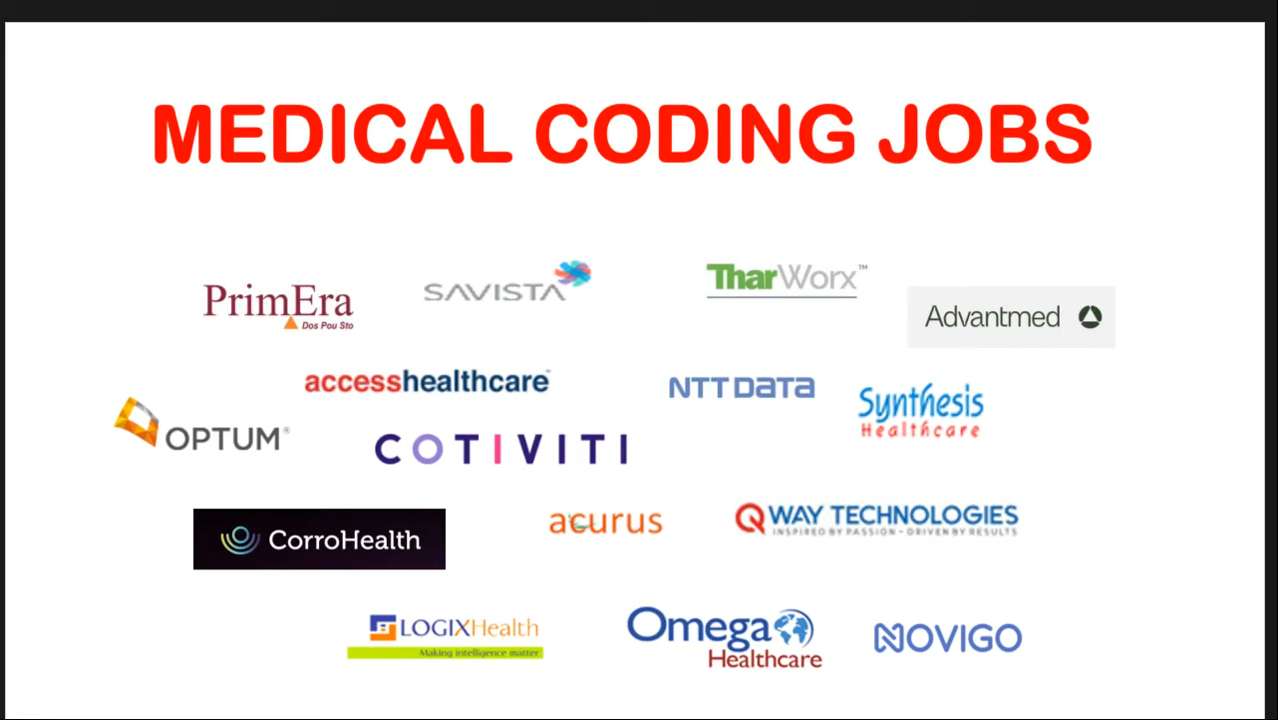 MEDICAL CODING JOBS
PrimEra
Dos Pou Sto
SAVISTA
TharWorx™
Advantmed
accesshealthcare™
NTT DATA
Synthesis
Healthcare
OPTUM®
COTIVITI
CorroHealth
acurus
QWAY TECHNOLOGIES
INSPIRED BY PASSION - DRIVEN BY RESULTS
LOGIXHealth
Making intelligence matter
Omega
Healthcare
NOVIGO